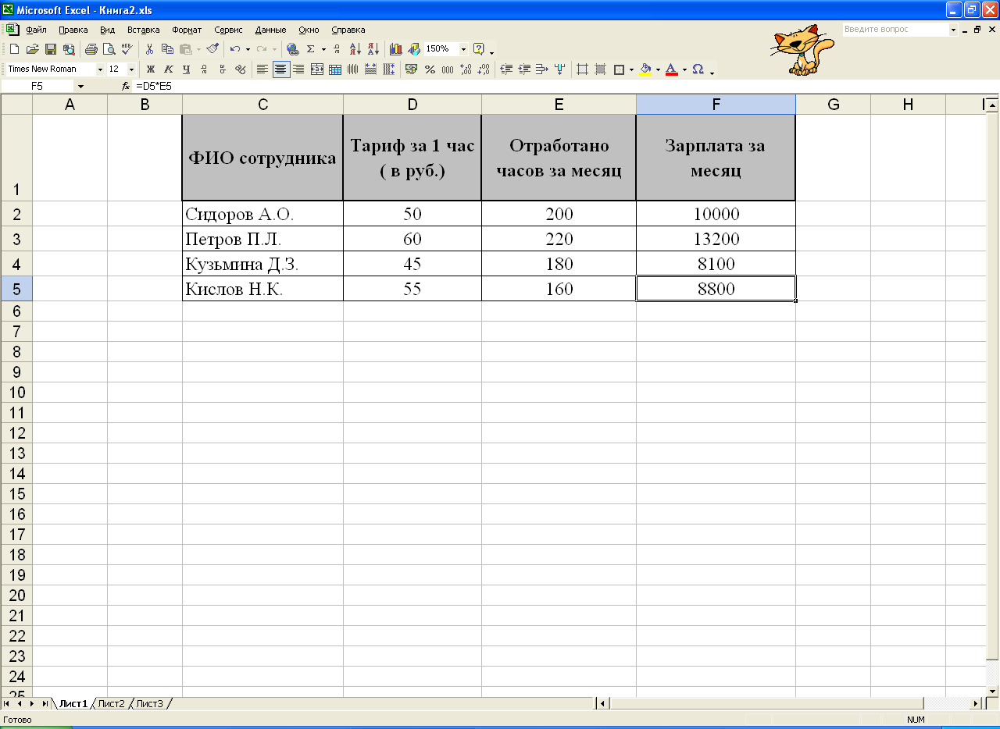 Microsoft Excel - Книга2.xls
Файл Правка Вид Вставка Формат Сервис Данные Окно Справка Введите вопрос
150%
Times New Roman 12 Ж К Ч
F5 fx =D5*E5
A B C D E F G H I
1 ФИО сотрудника Тариф за 1 час ( в руб.) Отработано часов за месяц Зарплата за месяц
2 Сидоров А.О. 50 200 10000
3 Петров П.Л. 60 220 13200
4 Кузьмина Д.З. 45 180 8100
5 Кислов Н.К. 55 160 8800
6
7
8
9
10
11
12
13
14
15
16
17
18
19
20
21
22
23
24
25
Лист1 Лист2 Лист3
Готово NUM